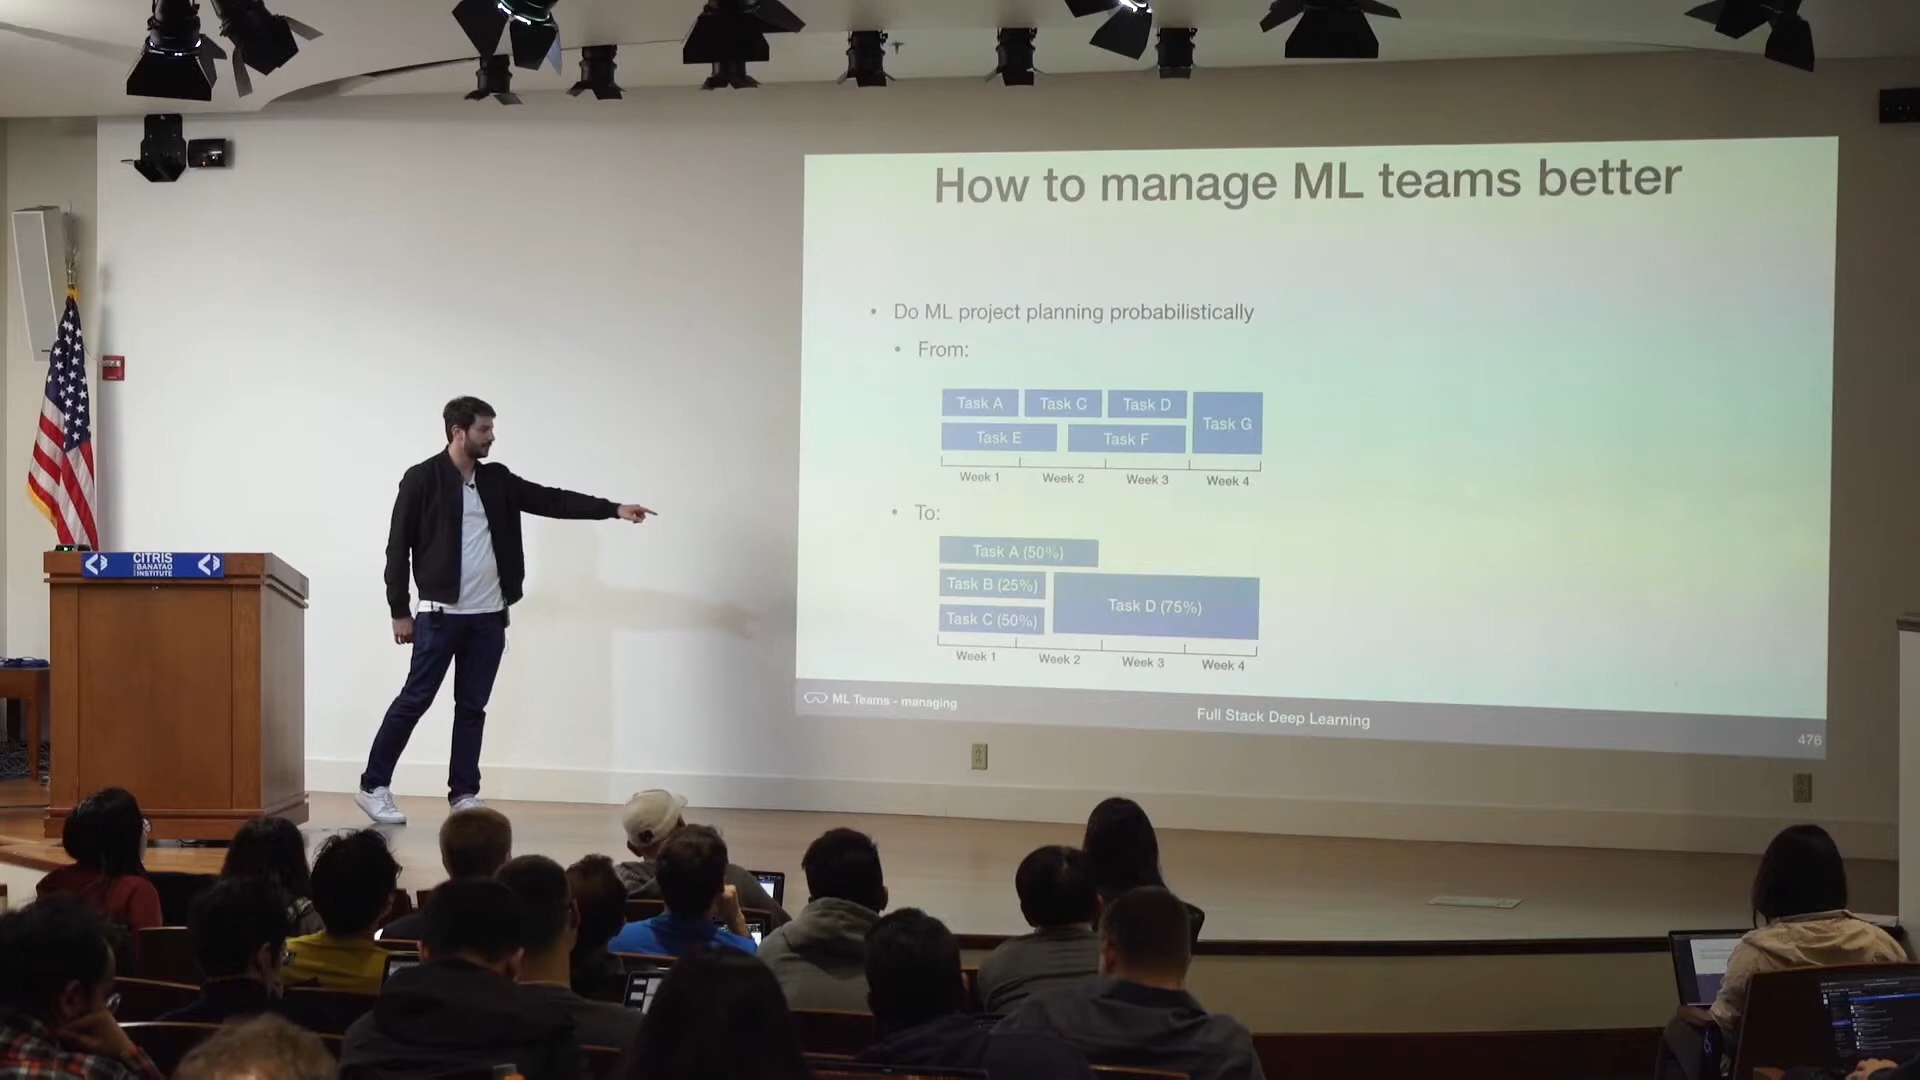 How to manage ML teams better
• Do ML project planning probabilistically
• From:
Task A Task C Task D Task G
Task E Task F
Week 1 Week 2 Week 3 Week 4
• To:
Task A (50%)
Task B (25%)
Task D (75%)
Task C (50%)
Week 1 Week 2 Week 3 Week 4
ML Teams - managing
Full Stack Deep Learning
476
CITRIS
BANATAO
INSTITUTE